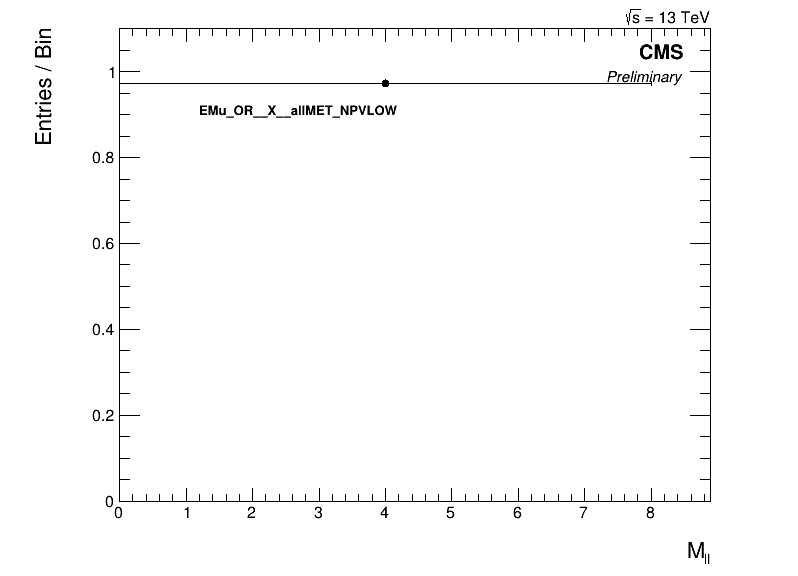 √s = 13 TeV
Entries / Bin
CMS
Preliminary
EMu_OR__X__allMET_NPVLOW
1
0.8
0.6
0.4
0.2
0
0 1 2 3 4 5 6 7 8
M_ll